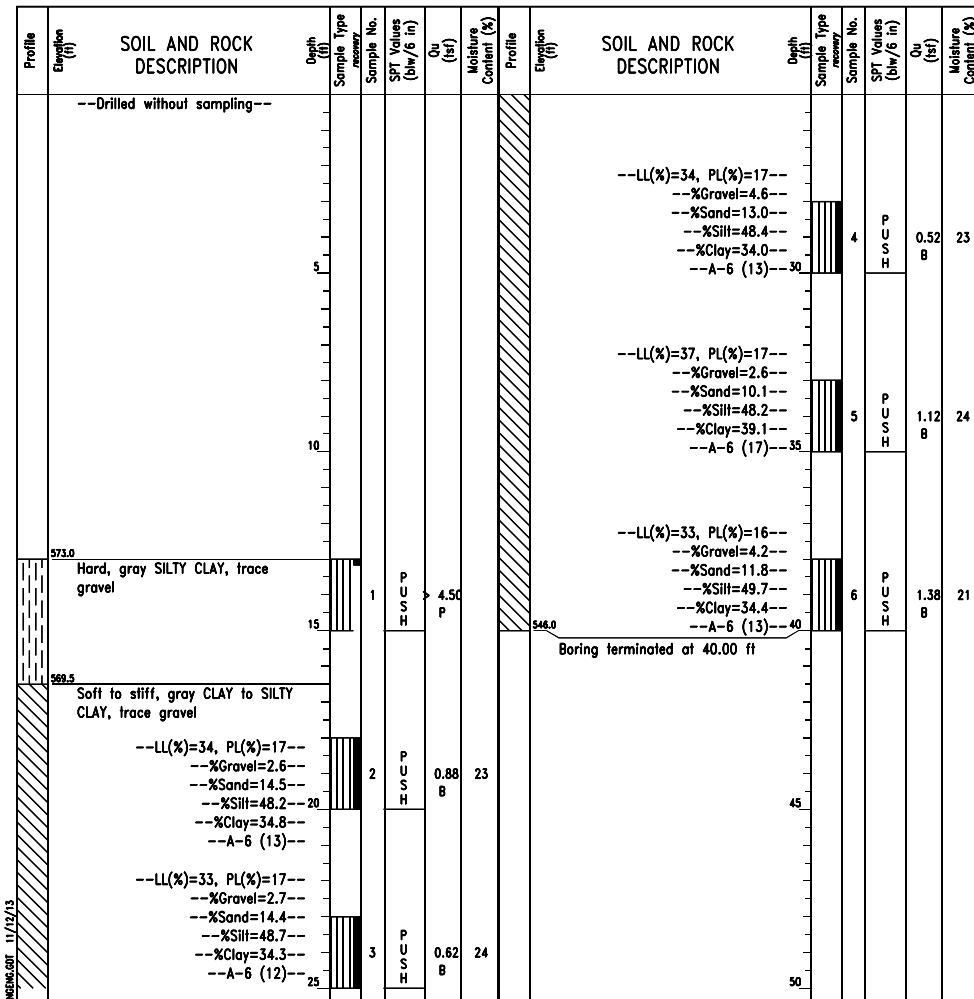 Profile
Elevation
(ft)
SOIL AND ROCK
DESCRIPTION
Depth
(ft)
Sample Type
recovery
Sample No.
SPT Values
(blw/6 in)
Qu
(tsf)
Moisture
Content (%)
--Drilled without sampling--
5
10
573.0
Hard, gray SILTY CLAY, trace
gravel
1
PUSH
> 4.50
P
15
569.5
Soft to stiff, gray CLAY to SILTY
CLAY, trace gravel
--LL(%)=34, PL(%)=17--
--%Gravel=2.6--
--%Sand=14.5--
--%Silt=48.2--
20
--%Clay=34.8--
--A-6 (13)--
2
PUSH
0.88
B
23
--LL(%)=33, PL(%)=17--
--%Gravel=2.7--
--%Sand=14.4--
--%Silt=48.7--
--%Clay=34.3--
--A-6 (12)--
25
3
PUSH
0.62
B
24
NGENG.GDT 11/12/13
Profile
Elevation
(ft)
SOIL AND ROCK
DESCRIPTION
Depth
(ft)
Sample Type
recovery
Sample No.
SPT Values
(blw/6 in)
Qu
(tsf)
Moisture
Content (%)
--LL(%)=34, PL(%)=17--
--%Gravel=4.6--
--%Sand=13.0--
--%Silt=48.4--
--%Clay=34.0--
--A-6 (13)--
30
4
PUSH
0.52
B
23
--LL(%)=37, PL(%)=17--
--%Gravel=2.6--
--%Sand=10.1--
--%Silt=48.2--
--%Clay=39.1--
--A-6 (17)--
35
5
PUSH
1.12
B
24
--LL(%)=33, PL(%)=16--
--%Gravel=4.2--
--%Sand=11.8--
--%Silt=49.7--
--%Clay=34.4--
--A-6 (13)--
40
6
PUSH
1.38
B
21
546.0
Boring terminated at 40.00 ft
45
50